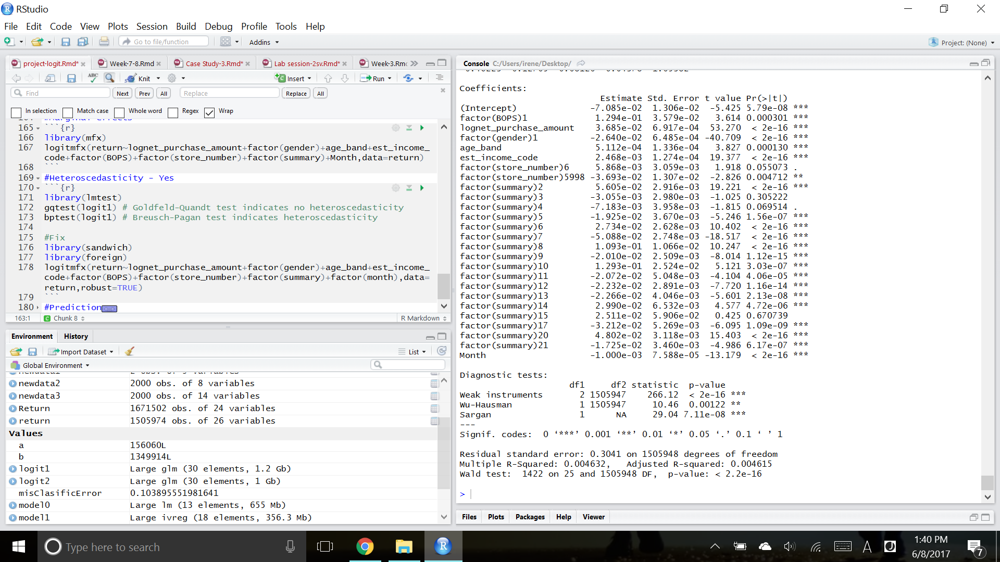 RStudio
File Edit Code View Plots Session Build Debug Profile Tools Help
Go to file/function
Addins
Project: (None)
project-logit.Rmd* Week-7-8.Rmd Case Study-3.Rmd* Lab session-2sv.Rmd* Week-3.Rmd
ABC Knit Insert Run
Find Next Prev All Replace Replace All
In selection Match case Whole word Regex Wrap
165 ```{r}
166 library(mfx)
167 logitmfx(return~lognet_purchase_amount+factor(gender)+age_band+est_income_
code+factor(BOPS)+factor(store_number)+factor(summary)+Month,data=return)
168 ```
169 #Heteroscedasticity - Yes
170 ```{r}
171 library(lmtest)
172 gqtest(logit1) # Goldfeld-Quandt test indicates no heteroscedasticity
173 bptest(logit1) # Breusch-Pagan test indicates heteroscedasticity
174
175 #Fix
176 library(sandwich)
177 library(foreign)
178 logitmfx(return~lognet_purchase_amount+factor(gender)+age_band+est_income_
code+factor(BOPS)+factor(store_number)+factor(summary)+factor(month),data=
return,robust=TRUE)
179 ```
180 #Prediction
163:1 Chunk 8 R Markdown
Environment History
Import Dataset List
Global Environment
newdata2 2000 obs. of 8 variables
newdata3 2000 obs. of 14 variables
Return 1671502 obs. of 24 variables
return 1505974 obs. of 26 variables
Values
a 156060L
b 1349914L
logit1 Large glm (30 elements, 1.2 Gb)
logit2 Large glm (30 elements, 1 Gb)
misClasificError 0.103895551981641
model0 Large lm (13 elements, 655 Mb)
model1 Large ivreg (18 elements, 356.3 Mb)
Console C:/Users/irene/Desktop/
Coefficients:
Estimate Std. Error t value Pr(>|t|)
(Intercept) -7.085e-02 1.306e-02 -5.425 5.79e-08 ***
factor(BOPS)1 1.294e-01 3.579e-02 3.614 0.000301 ***
lognet_purchase_amount 3.685e-02 6.917e-04 53.270 < 2e-16 ***
factor(gender)1 -2.640e-02 6.485e-04 -40.709 < 2e-16 ***
age_band 5.112e-04 1.336e-04 3.827 0.000130 ***
est_income_code 2.468e-03 1.274e-04 19.377 < 2e-16 ***
factor(store_number)6 5.868e-03 3.059e-03 1.918 0.055073 .
factor(store_number)5998 -3.693e-02 1.307e-02 -2.826 0.004712 **
factor(summary)2 5.605e-02 2.916e-03 19.221 < 2e-16 ***
factor(summary)3 -3.055e-03 2.980e-03 -1.025 0.305222
factor(summary)4 -7.183e-03 3.958e-03 -1.815 0.069514 .
factor(summary)5 -1.925e-02 3.670e-03 -5.246 1.56e-07 ***
factor(summary)6 2.734e-02 2.628e-03 10.402 < 2e-16 ***
factor(summary)7 -5.088e-02 2.748e-03 -18.517 < 2e-16 ***
factor(summary)8 1.093e-01 1.066e-02 10.247 < 2e-16 ***
factor(summary)9 -2.010e-02 2.509e-03 -8.014 1.12e-15 ***
factor(summary)10 1.293e-01 2.524e-02 5.121 3.03e-07 ***
factor(summary)11 -2.072e-02 5.048e-03 -4.104 4.06e-05 ***
factor(summary)12 -2.232e-02 2.891e-03 -7.720 1.16e-14 ***
factor(summary)13 -2.266e-02 4.046e-03 -5.601 2.13e-08 ***
factor(summary)14 2.990e-02 6.532e-03 4.577 4.72e-06 ***
factor(summary)15 2.511e-02 5.906e-02 0.425 0.670739
factor(summary)17 -3.212e-02 5.269e-03 -6.095 1.09e-09 ***
factor(summary)20 4.802e-02 3.118e-03 15.403 < 2e-16 ***
factor(summary)21 -1.725e-02 3.460e-03 -4.986 6.17e-07 ***
Month -1.000e-03 7.588e-05 -13.179 < 2e-16 ***
Diagnostic tests:
df1 df2 statistic p-value
Weak instruments 2 1505947 266.12 < 2e-16 ***
Wu-Hausman 1 1505947 10.46 0.00122 **
Sargan 1 NA 29.04 7.11e-08 ***
---
Signif. codes: 0 ‘***’ 0.001 ‘**’ 0.01 ‘*’ 0.05 ‘.’ 0.1 ‘ ’ 1
Residual standard error: 0.3041 on 1505948 degrees of freedom
Multiple R-Squared: 0.004632, Adjusted R-squared: 0.004615
Wald test: 1422 on 25 and 1505948 DF, p-value: < 2.2e-16
>
Files Plots Packages Help Viewer
Type here to search
1:40 PM
6/8/2017
7